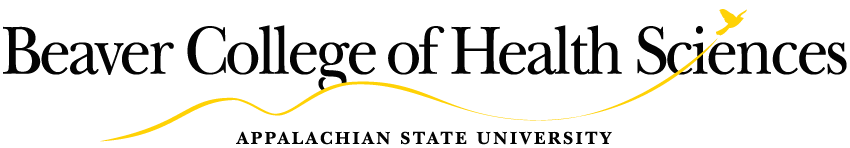 Beaver College of Health Sciences
APPALACHIAN STATE UNIVERSITY